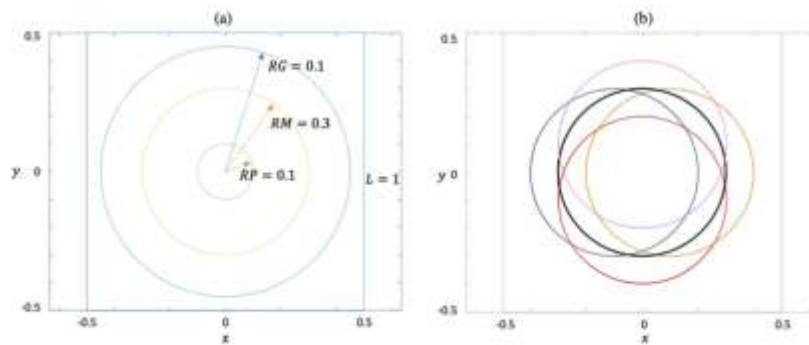 (a)
0.5
RG = 0.1
RM = 0.3
RP = 0.1
y 0
L = 1
-0.5
-0.5 0 0.5
x
(b)
0.5
y 0
-0.5
-0.5 0 0.5
x